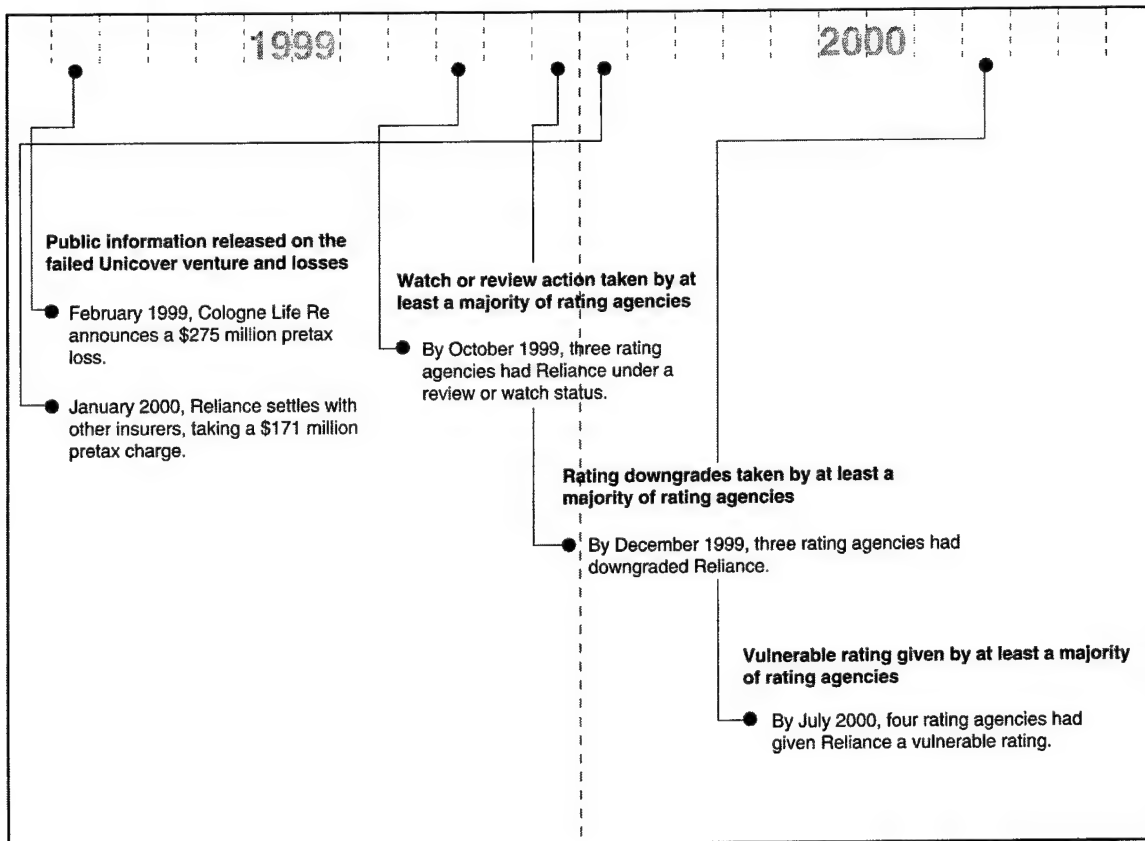 1999
2000
Public information released on the
failed Unicover venture and losses
February 1999, Cologne Life Re
announces a $275 million pretax
loss.
January 2000, Reliance settles with
other insurers, taking a $171 million
pretax charge.
Watch or review action taken by at
least a majority of rating agencies
By October 1999, three rating
agencies had Reliance under a
review or watch status.
Rating downgrades taken by at least a
majority of rating agencies
By December 1999, three rating agencies had
downgraded Reliance.
Vulnerable rating given by at least a majority
of rating agencies
By July 2000, four rating agencies had
given Reliance a vulnerable rating.